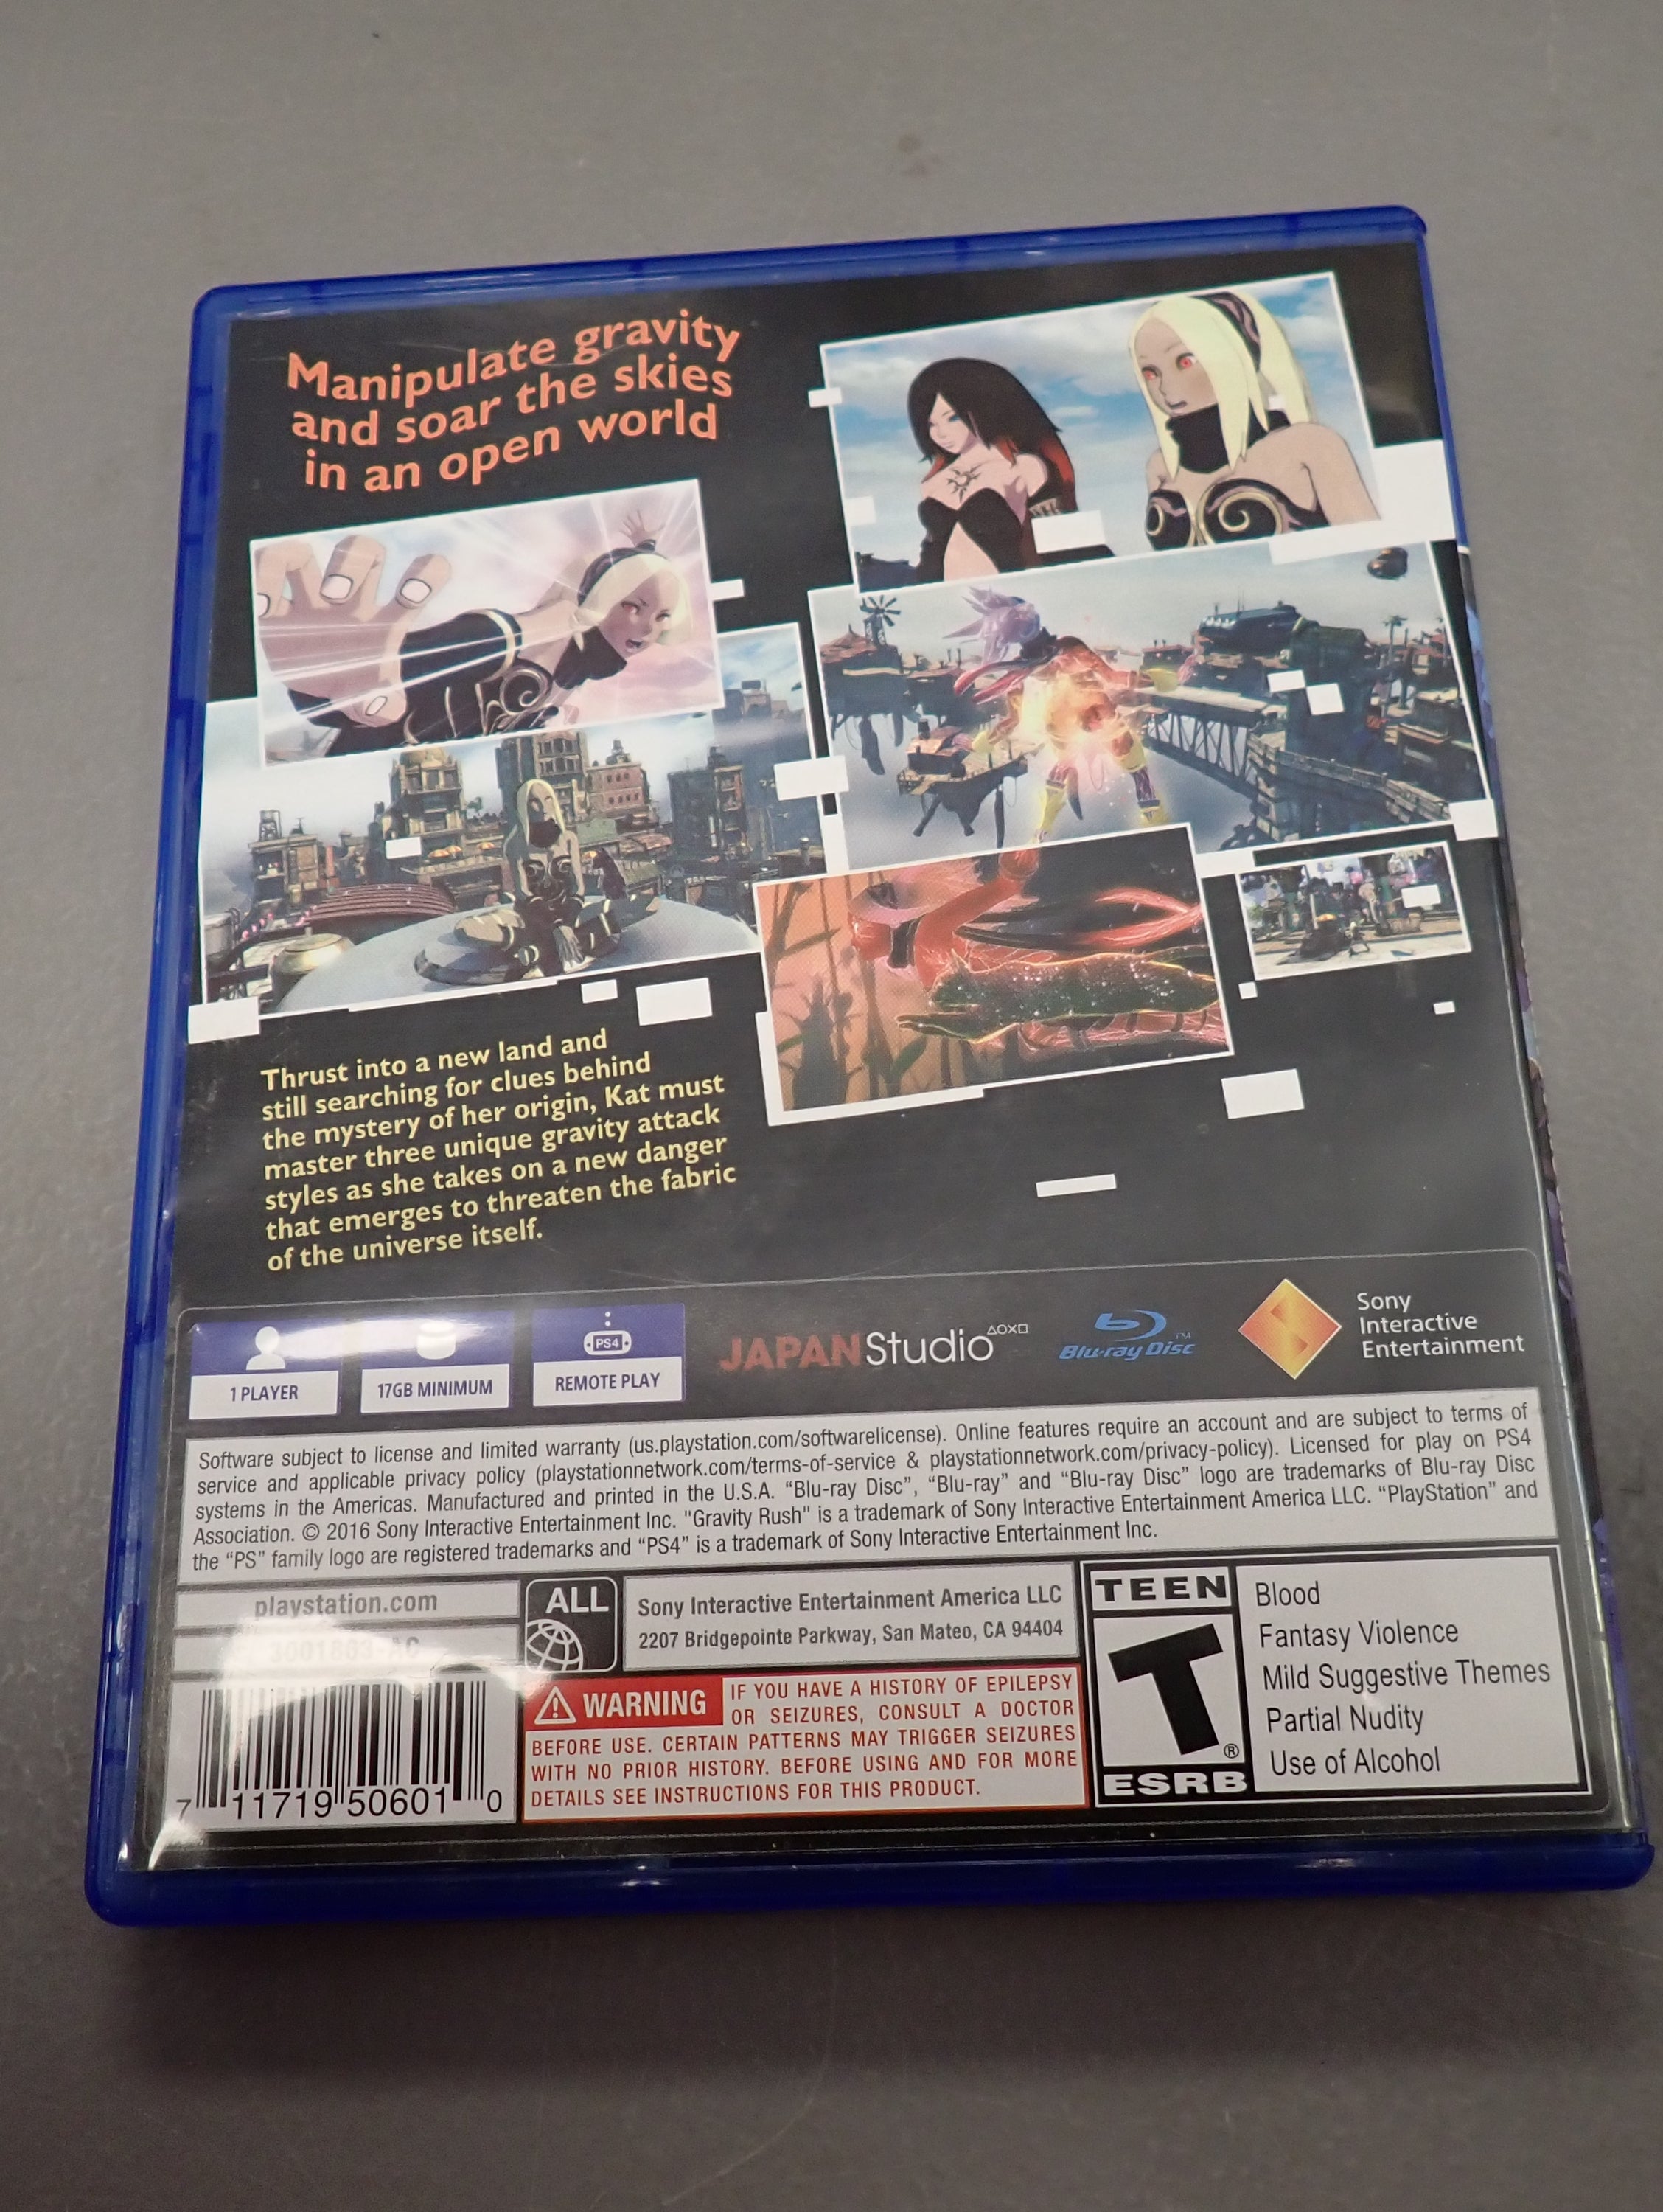 Manipulate gravity
and soar the skies
in an open world
Thrust into a new land and
still searching for clues behind
the mystery of her origin, Kat must
master three unique gravity attack
styles as she takes on a new danger
that emerges to threaten the fabric
of the universe itself.
1 PLAYER
17GB MINIMUM
PS4
REMOTE PLAY
JAPAN Studio
Blu-ray Disc™
Sony
Interactive
Entertainment
Software subject to license and limited warranty (us.playstation.com/softwarelicense). Online features require an account and are subject to terms of
service and applicable privacy policy (playstationnetwork.com/terms-of-service & playstationnetwork.com/privacy-policy). Licensed for play on PS4
systems in the Americas. Manufactured and printed in the U.S.A. “Blu-ray Disc”, “Blu-ray” and “Blu-ray Disc” logo are trademarks of Blu-ray Disc
Association. © 2016 Sony Interactive Entertainment Inc. "Gravity Rush" is a trademark of Sony Interactive Entertainment America LLC. “PlayStation” and
the “PS” family logo are registered trademarks and “PS4” is a trademark of Sony Interactive Entertainment Inc.
playstation.com
3001803-AC
7 11719 50601 0
ALL
Sony Interactive Entertainment America LLC
2207 Bridgepointe Parkway, San Mateo, CA 94404
WARNING IF YOU HAVE A HISTORY OF EPILEPSY
OR SEIZURES, CONSULT A DOCTOR
BEFORE USE. CERTAIN PATTERNS MAY TRIGGER SEIZURES
WITH NO PRIOR HISTORY. BEFORE USING AND FOR MORE
DETAILS SEE INSTRUCTIONS FOR THIS PRODUCT.
TEEN
T®
ESRB
Blood
Fantasy Violence
Mild Suggestive Themes
Partial Nudity
Use of Alcohol